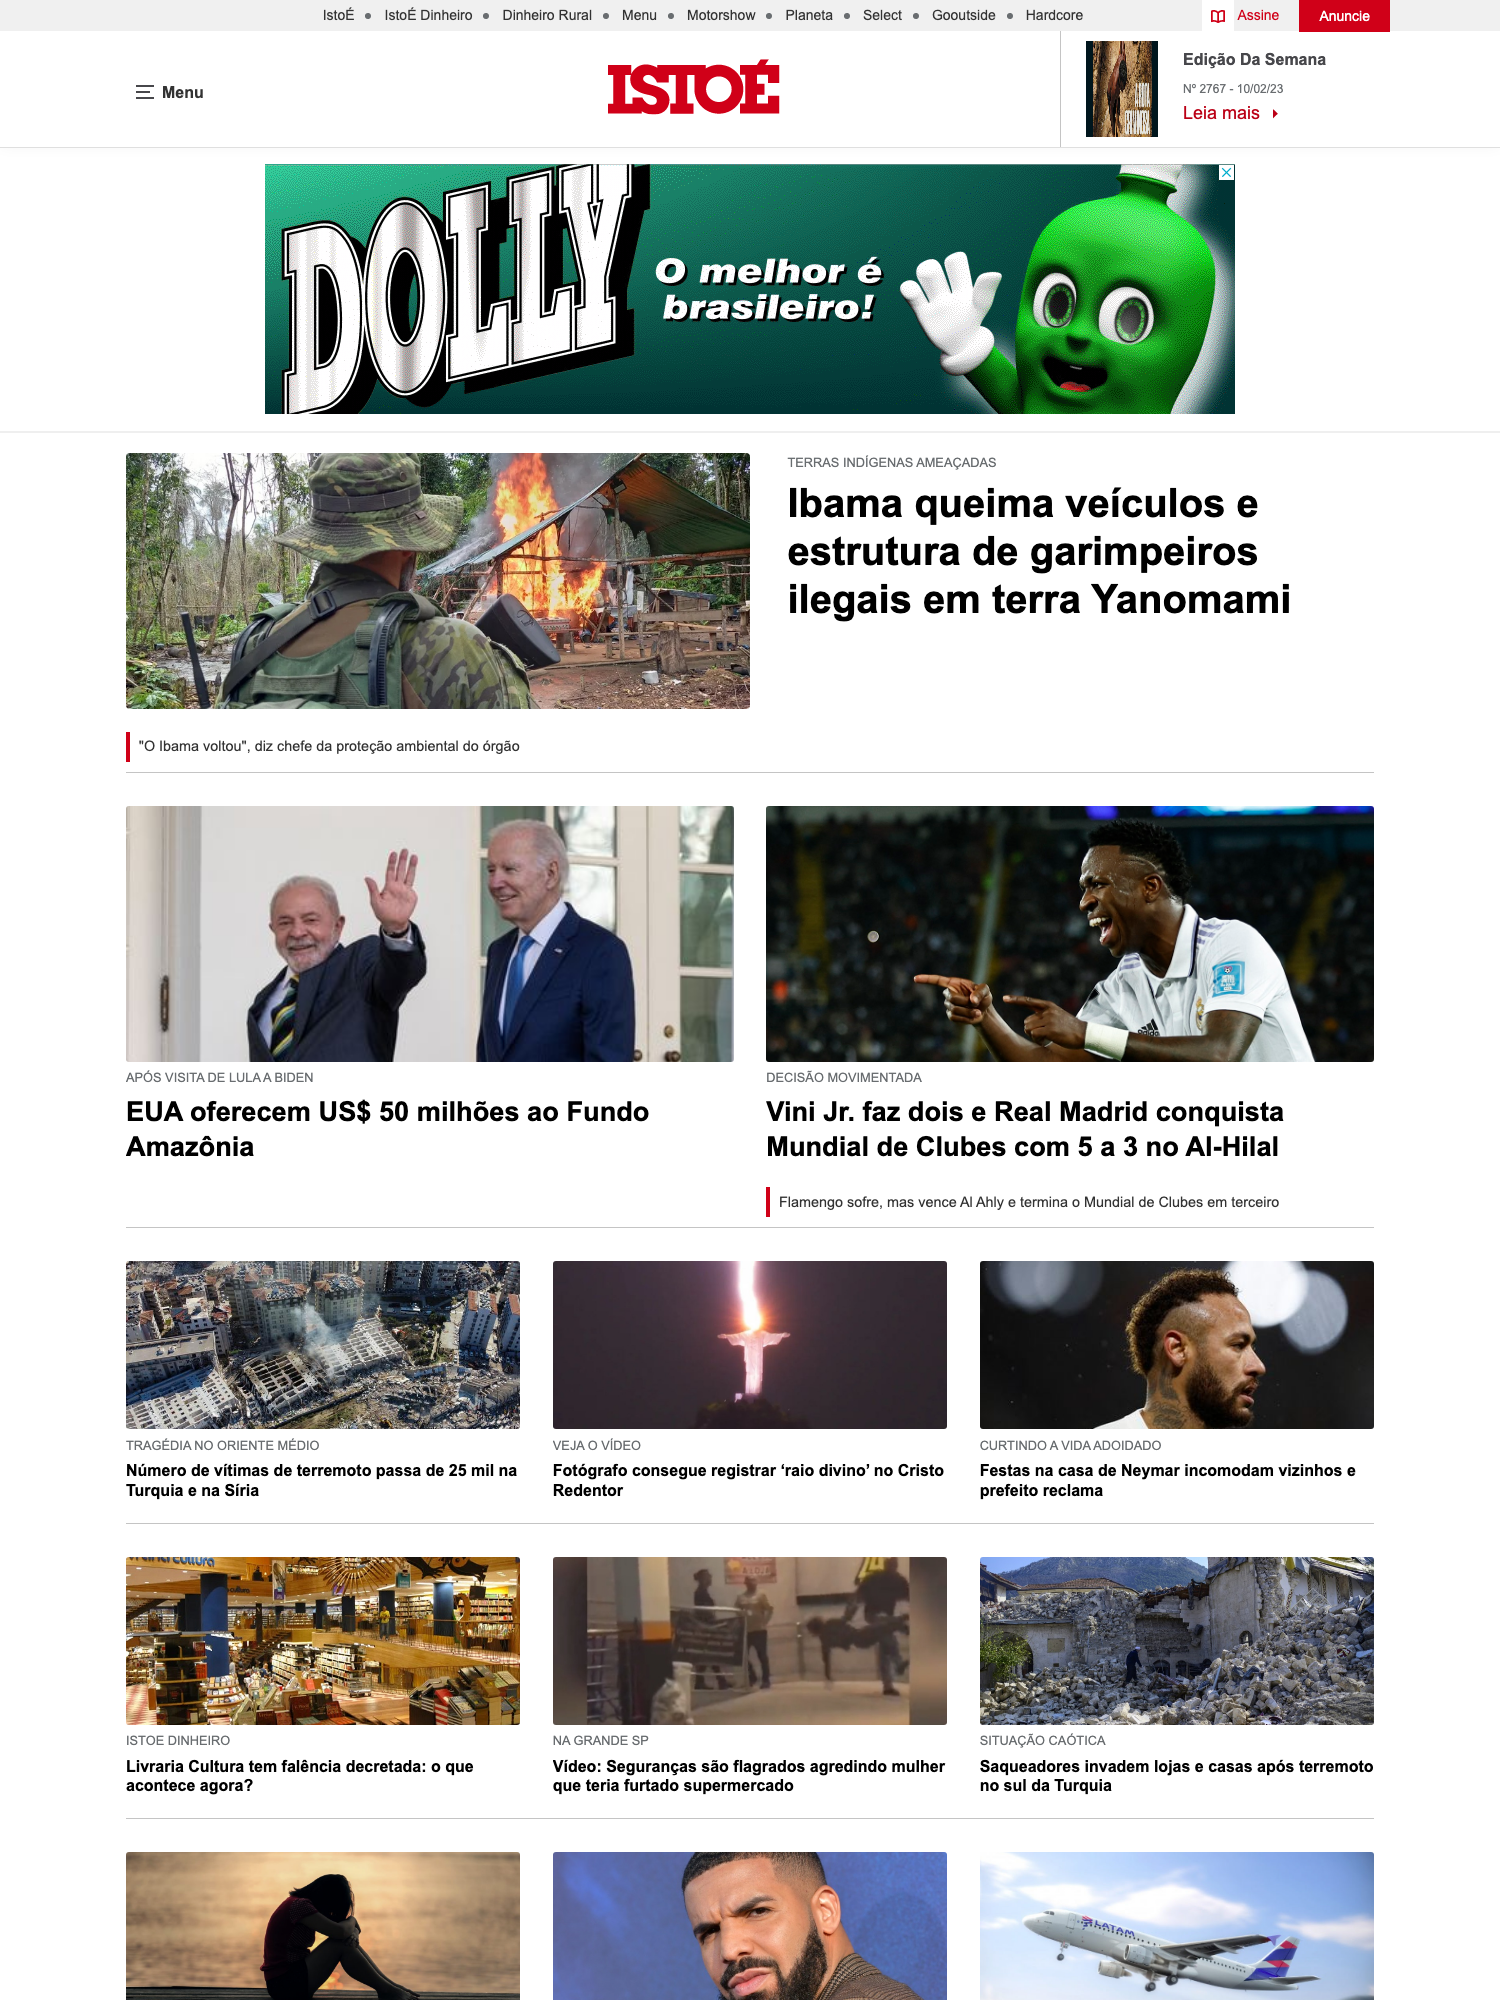 IstoÉ • IstoÉ Dinheiro • Dinheiro Rural • Menu • Motorshow • Planeta • Select • Gooutside • Hardcore
Assine
Anuncie
Menu
ISTOÉ
Edição Da Semana
Nº 2767 - 10/02/23
Leia mais
DOLLY
O melhor é
brasileiro!
TERRAS INDÍGENAS AMEAÇADAS
Ibama queima veículos e
estrutura de garimpeiros
ilegais em terra Yanomami
"O Ibama voltou", diz chefe da proteção ambiental do órgão
APÓS VISITA DE LULA A BIDEN
EUA oferecem US$ 50 milhões ao Fundo
Amazônia
DECISÃO MOVIMENTADA
Vini Jr. faz dois e Real Madrid conquista
Mundial de Clubes com 5 a 3 no Al-Hilal
Flamengo sofre, mas vence Al Ahly e termina o Mundial de Clubes em terceiro
TRAGÉDIA NO ORIENTE MÉDIO
Número de vítimas de terremoto passa de 25 mil na
Turquia e na Síria
VEJA O VÍDEO
Fotógrafo consegue registrar ‘raio divino’ no Cristo
Redentor
CURTINDO A VIDA ADOIDADO
Festas na casa de Neymar incomodam vizinhos e
prefeito reclama
cultura
ISTOE DINHEIRO
Livraria Cultura tem falência decretada: o que
acontece agora?
NA GRANDE SP
Vídeo: Seguranças são flagrados agredindo mulher
que teria furtado supermercado
SITUAÇÃO CAÓTICA
Saqueadores invadem lojas e casas após terremoto
no sul da Turquia
LATAM